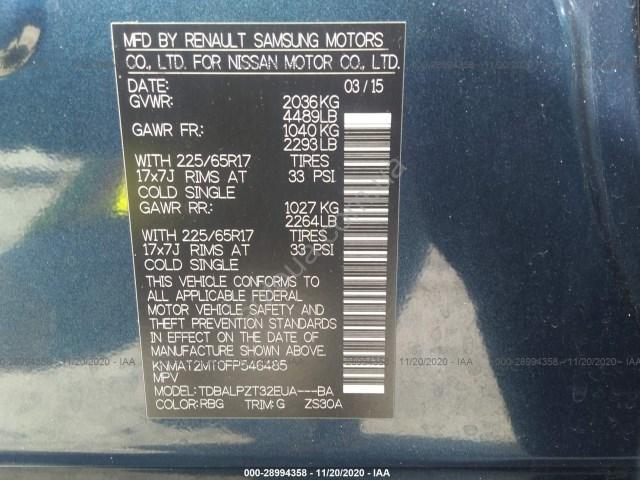 MFD BY RENAULT SAMSUNG MOTORS
CO., LTD. FOR NISSAN MOTOR CO., LTD.
DATE: 03/15
GVWR: 2036KG
4489LB
GAWR FR: 1040KG
2293LB
WITH 225/65R17 TIRES
17x7J RIMS AT 33 PSI
COLD SINGLE
GAWR RR: 1027KG
2264LB
WITH 225/65R17 TIRES
17x7J RIMS AT 33 PSI
COLD SINGLE
THIS VEHICLE CONFORMS TO
ALL APPLICABLE FEDERAL
MOTOR VEHICLE SAFETY AND
THEFT PREVENTION STANDARDS
IN EFFECT ON THE DATE OF
MANUFACTURE SHOWN ABOVE.
KNMAT2MT0FP546485
MPV
MODEL:TDBALPZT32EUA---BA
COLOR:RBG TRIM:G ZS30A
000-28994358 - 11/20/2020 - IAA